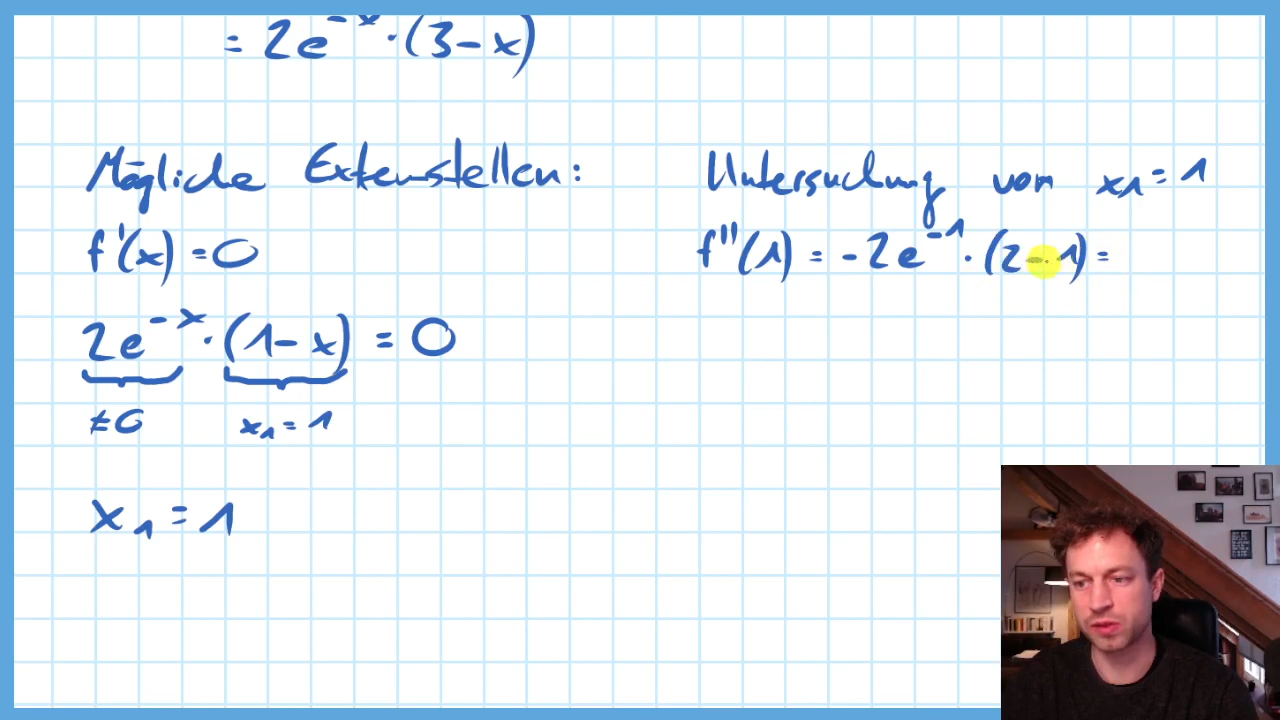 = 2e^-x · (3 - x)
Mögliche Extemstellen:
f'(x) = 0
2e^-x · (1 - x) = 0
≠0 x₁ = 1
x₁ = 1
Untersuchung von x₁ = 1
f''(1) = -2e^-1 · (2 - 1) =